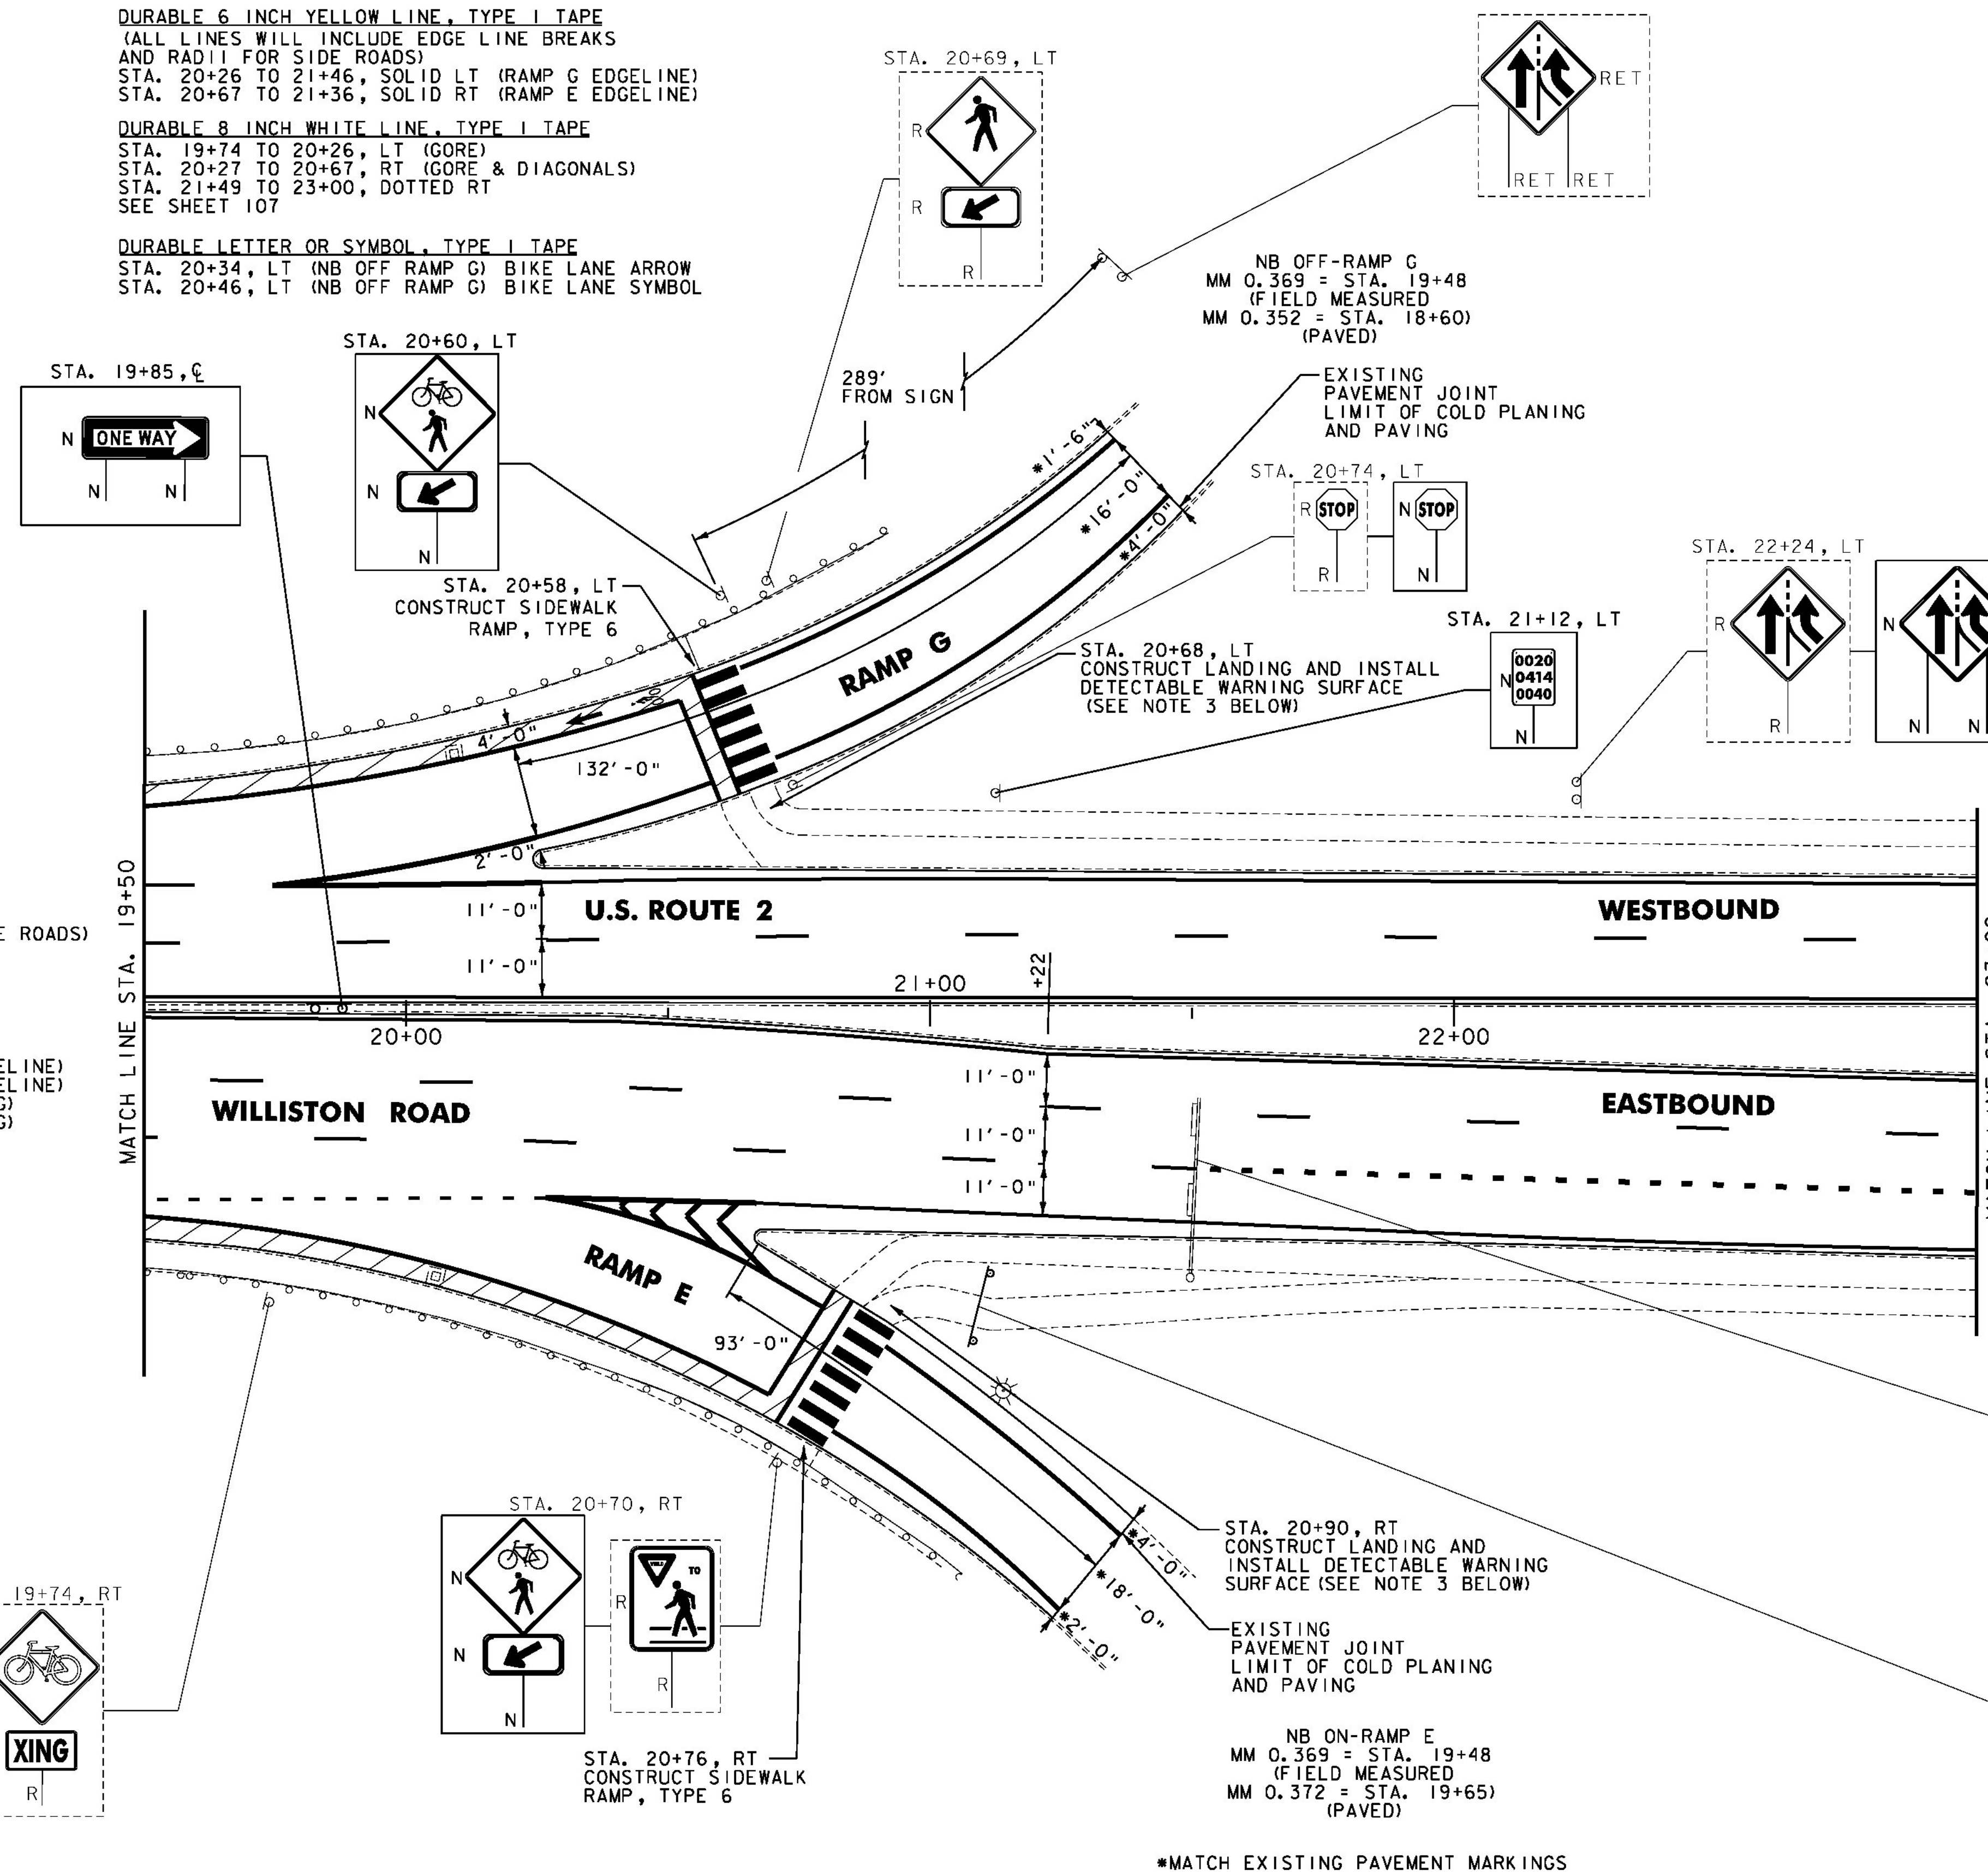 DURABLE 6 INCH YELLOW LINE, TYPE I TAPE
(ALL LINES WILL INCLUDE EDGE LINE BREAKS
AND RADII FOR SIDE ROADS)
STA. 20+26 TO 21+46, SOLID LT (RAMP G EDGELINE)
STA. 20+67 TO 21+36, SOLID RT (RAMP E EDGELINE)
DURABLE 8 INCH WHITE LINE, TYPE I TAPE
STA. 19+74 TO 20+26, LT (GORE)
STA. 20+27 TO 20+67, RT (GORE & DIAGONALS)
STA. 21+49 TO 23+00, DOTTED RT
SEE SHEET 107
DURABLE LETTER OR SYMBOL, TYPE I TAPE
STA. 20+34, LT (NB OFF RAMP G) BIKE LANE ARROW
STA. 20+46, LT (NB OFF RAMP G) BIKE LANE SYMBOL
STA. 20+69, LT
R
R
R
RET
RET RET
NB OFF-RAMP G
MM 0.369 = STA. 19+48
(FIELD MEASURED
MM 0.352 = STA. 18+60)
(PAVED)
STA. 19+85, ℄
N
ONE WAY
N N
STA. 20+60, LT
N
N
N
289'
FROM SIGN
EXISTING
PAVEMENT JOINT
LIMIT OF COLD PLANING
AND PAVING
*1'-6"
*16'-0"
*4'-0"
STA. 20+74, LT
R STOP
R
N STOP
N
STA. 20+58, LT
CONSTRUCT SIDEWALK
RAMP, TYPE 6
RAMP G
STA. 20+68, LT
CONSTRUCT LANDING AND INSTALL
DETECTABLE WARNING SURFACE
(SEE NOTE 3 BELOW)
STA. 21+12, LT
N
0020
0414
0040
N
STA. 22+24, LT
R
R
N
N N
4'-0"
132'-0"
2'-0"
MATCH LINE STA. 19+50
11'-0"
U.S. ROUTE 2
WESTBOUND
E ROADS)
11'-0"
21+00
+22
20+00
22+00
ELINE)
ELINE)
G)
G)
WILLISTON ROAD
11'-0"
11'-0"
11'-0"
EASTBOUND
RAMP E
93'-0"
STA. 20+70, RT
N
N
N
R
TO
R
19+74, RT
XING
R
STA. 20+76, RT
CONSTRUCT SIDEWALK
RAMP, TYPE 6
*4'-0"
*18'-0"
*2'-0"
STA. 20+90, RT
CONSTRUCT LANDING AND
INSTALL DETECTABLE WARNING
SURFACE (SEE NOTE 3 BELOW)
EXISTING
PAVEMENT JOINT
LIMIT OF COLD PLANING
AND PAVING
NB ON-RAMP E
MM 0.369 = STA. 19+48
(FIELD MEASURED
MM 0.372 = STA. 19+65)
(PAVED)
*MATCH EXISTING PAVEMENT MARKINGS